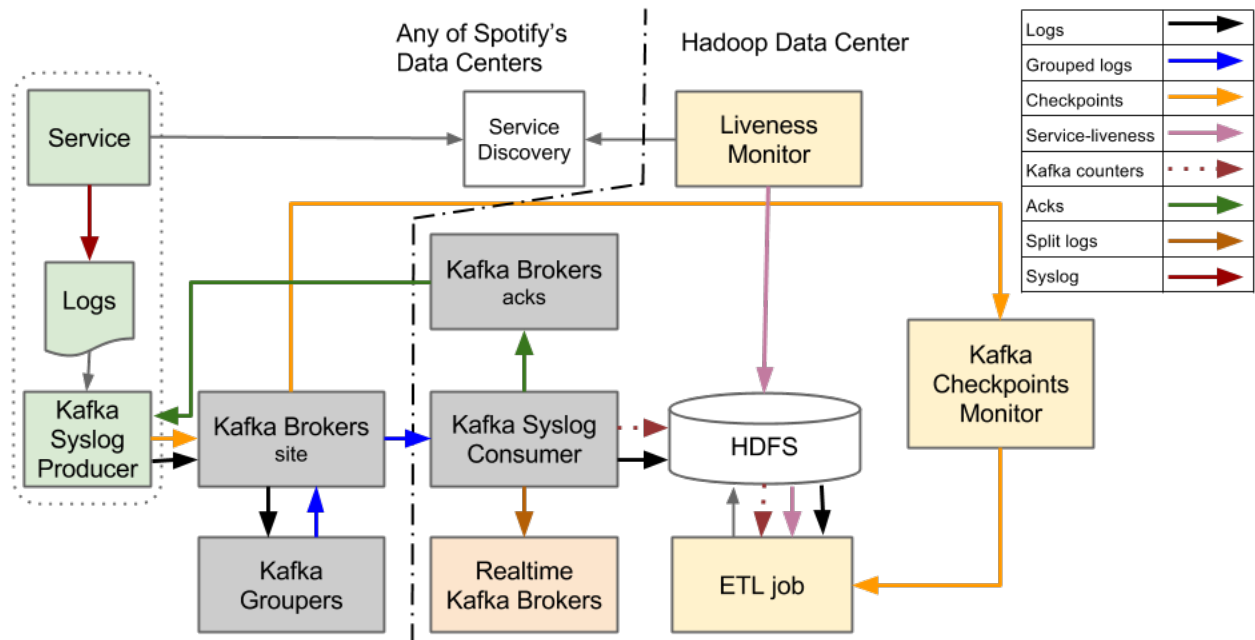 Any of Spotify's
Data Centers
Hadoop Data Center
Logs
Grouped logs
Checkpoints
Service-liveness
Kafka counters
Acks
Split logs
Syslog
Service
Service
Discovery
Liveness
Monitor
Logs
Kafka Brokers
acks
Kafka
Checkpoints
Monitor
Kafka
Syslog
Producer
Kafka Brokers
site
Kafka Syslog
Consumer
HDFS
Kafka
Groupers
Realtime
Kafka Brokers
ETL job